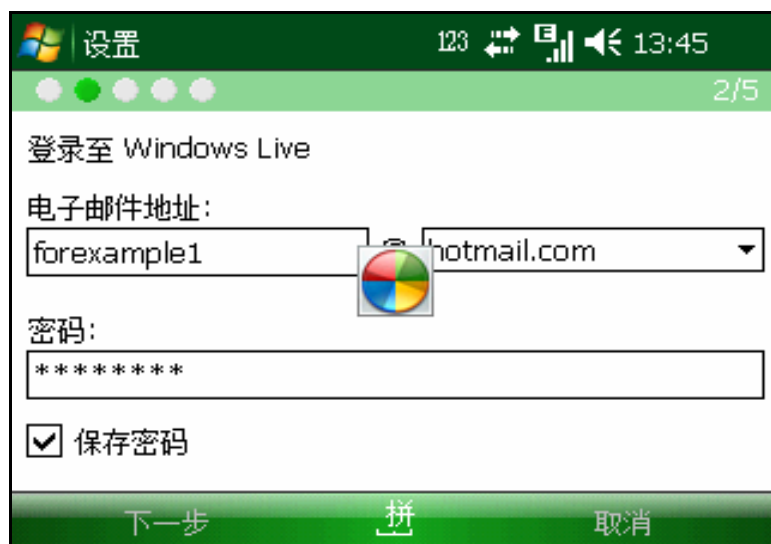 设置 123 E 13:45
2/5
登录至 Windows Live
电子邮件地址:
forexample1 @ hotmail.com
密码:
********
保存密码
下一步 拼 取消